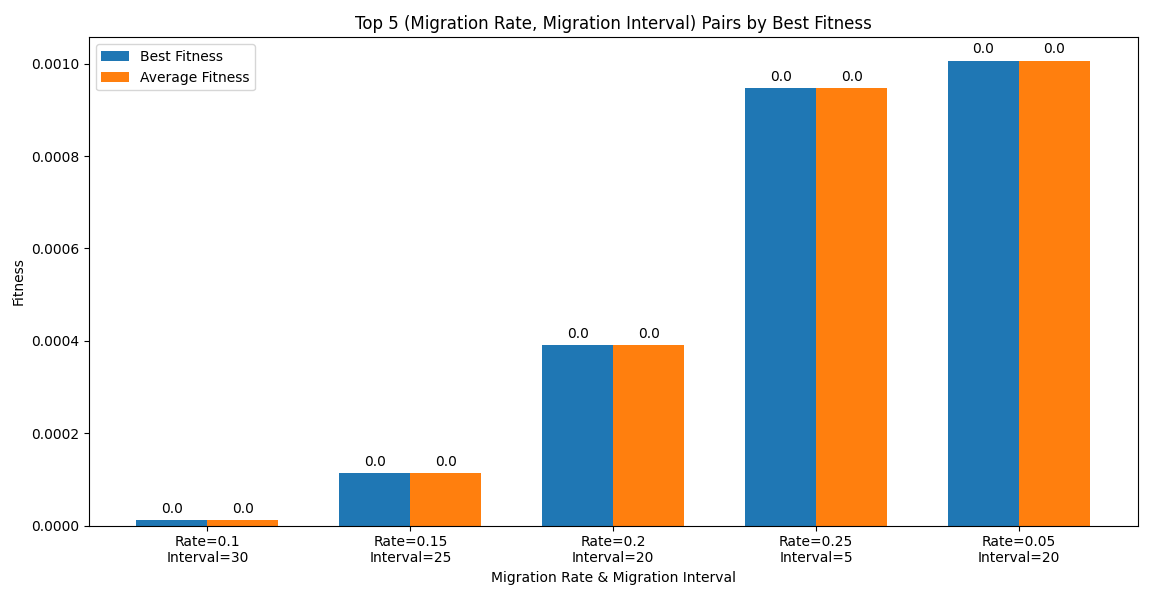 Top 5 (Migration Rate, Migration Interval) Pairs by Best Fitness
Best Fitness
Average Fitness
Fitness
0.0010
0.0008
0.0006
0.0004
0.0002
0.0000
0.0 0.0
0.0 0.0
0.0 0.0
0.0 0.0
0.0 0.0
Rate=0.1
Interval=30
Rate=0.15
Interval=25
Rate=0.2
Interval=20
Rate=0.25
Interval=5
Rate=0.05
Interval=20
Migration Rate & Migration Interval